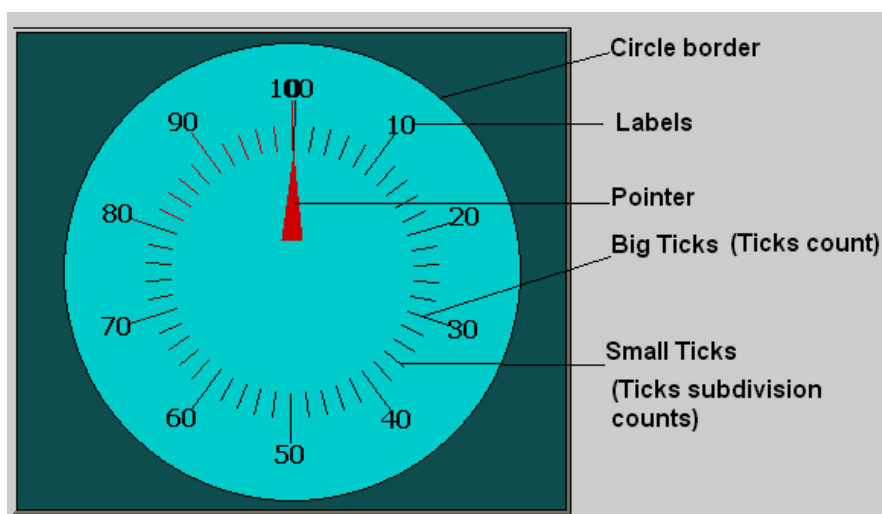 Circle border
100
0
90
10
Labels
Pointer
80
20
Big Ticks (Ticks count)
70
30
Small Ticks
(Ticks subdivision
counts)
60
40
50